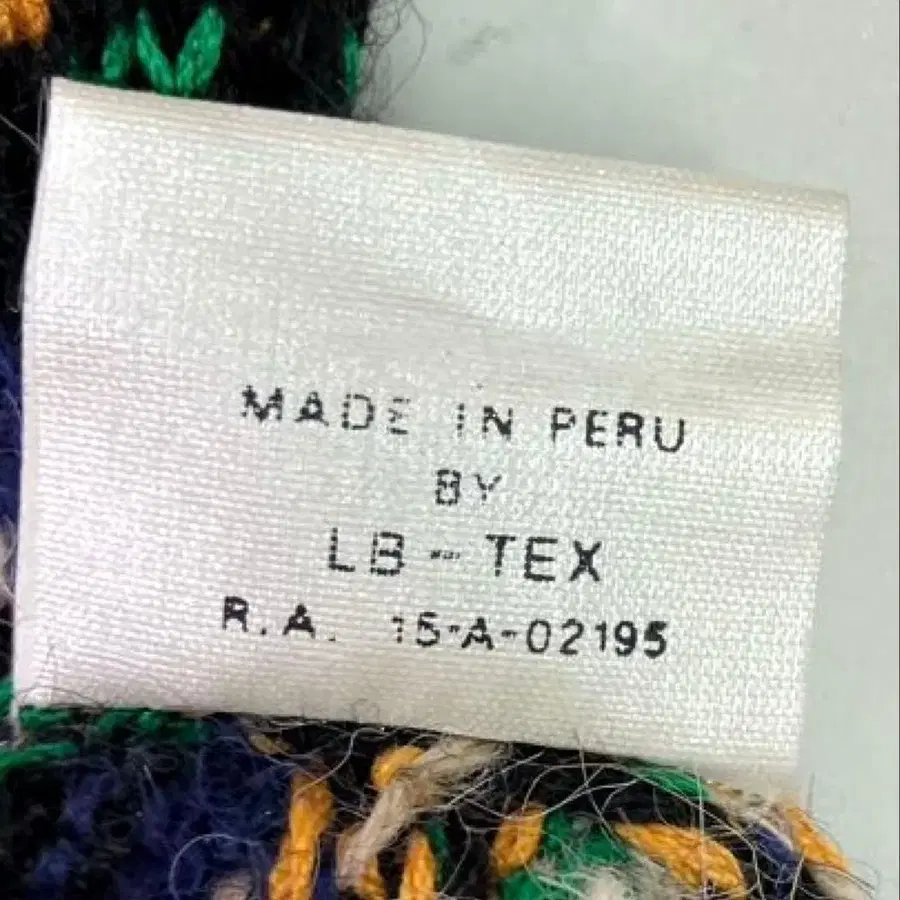 MADE IN PERU
BY
LB-TEX
R.A. 15-A-02195